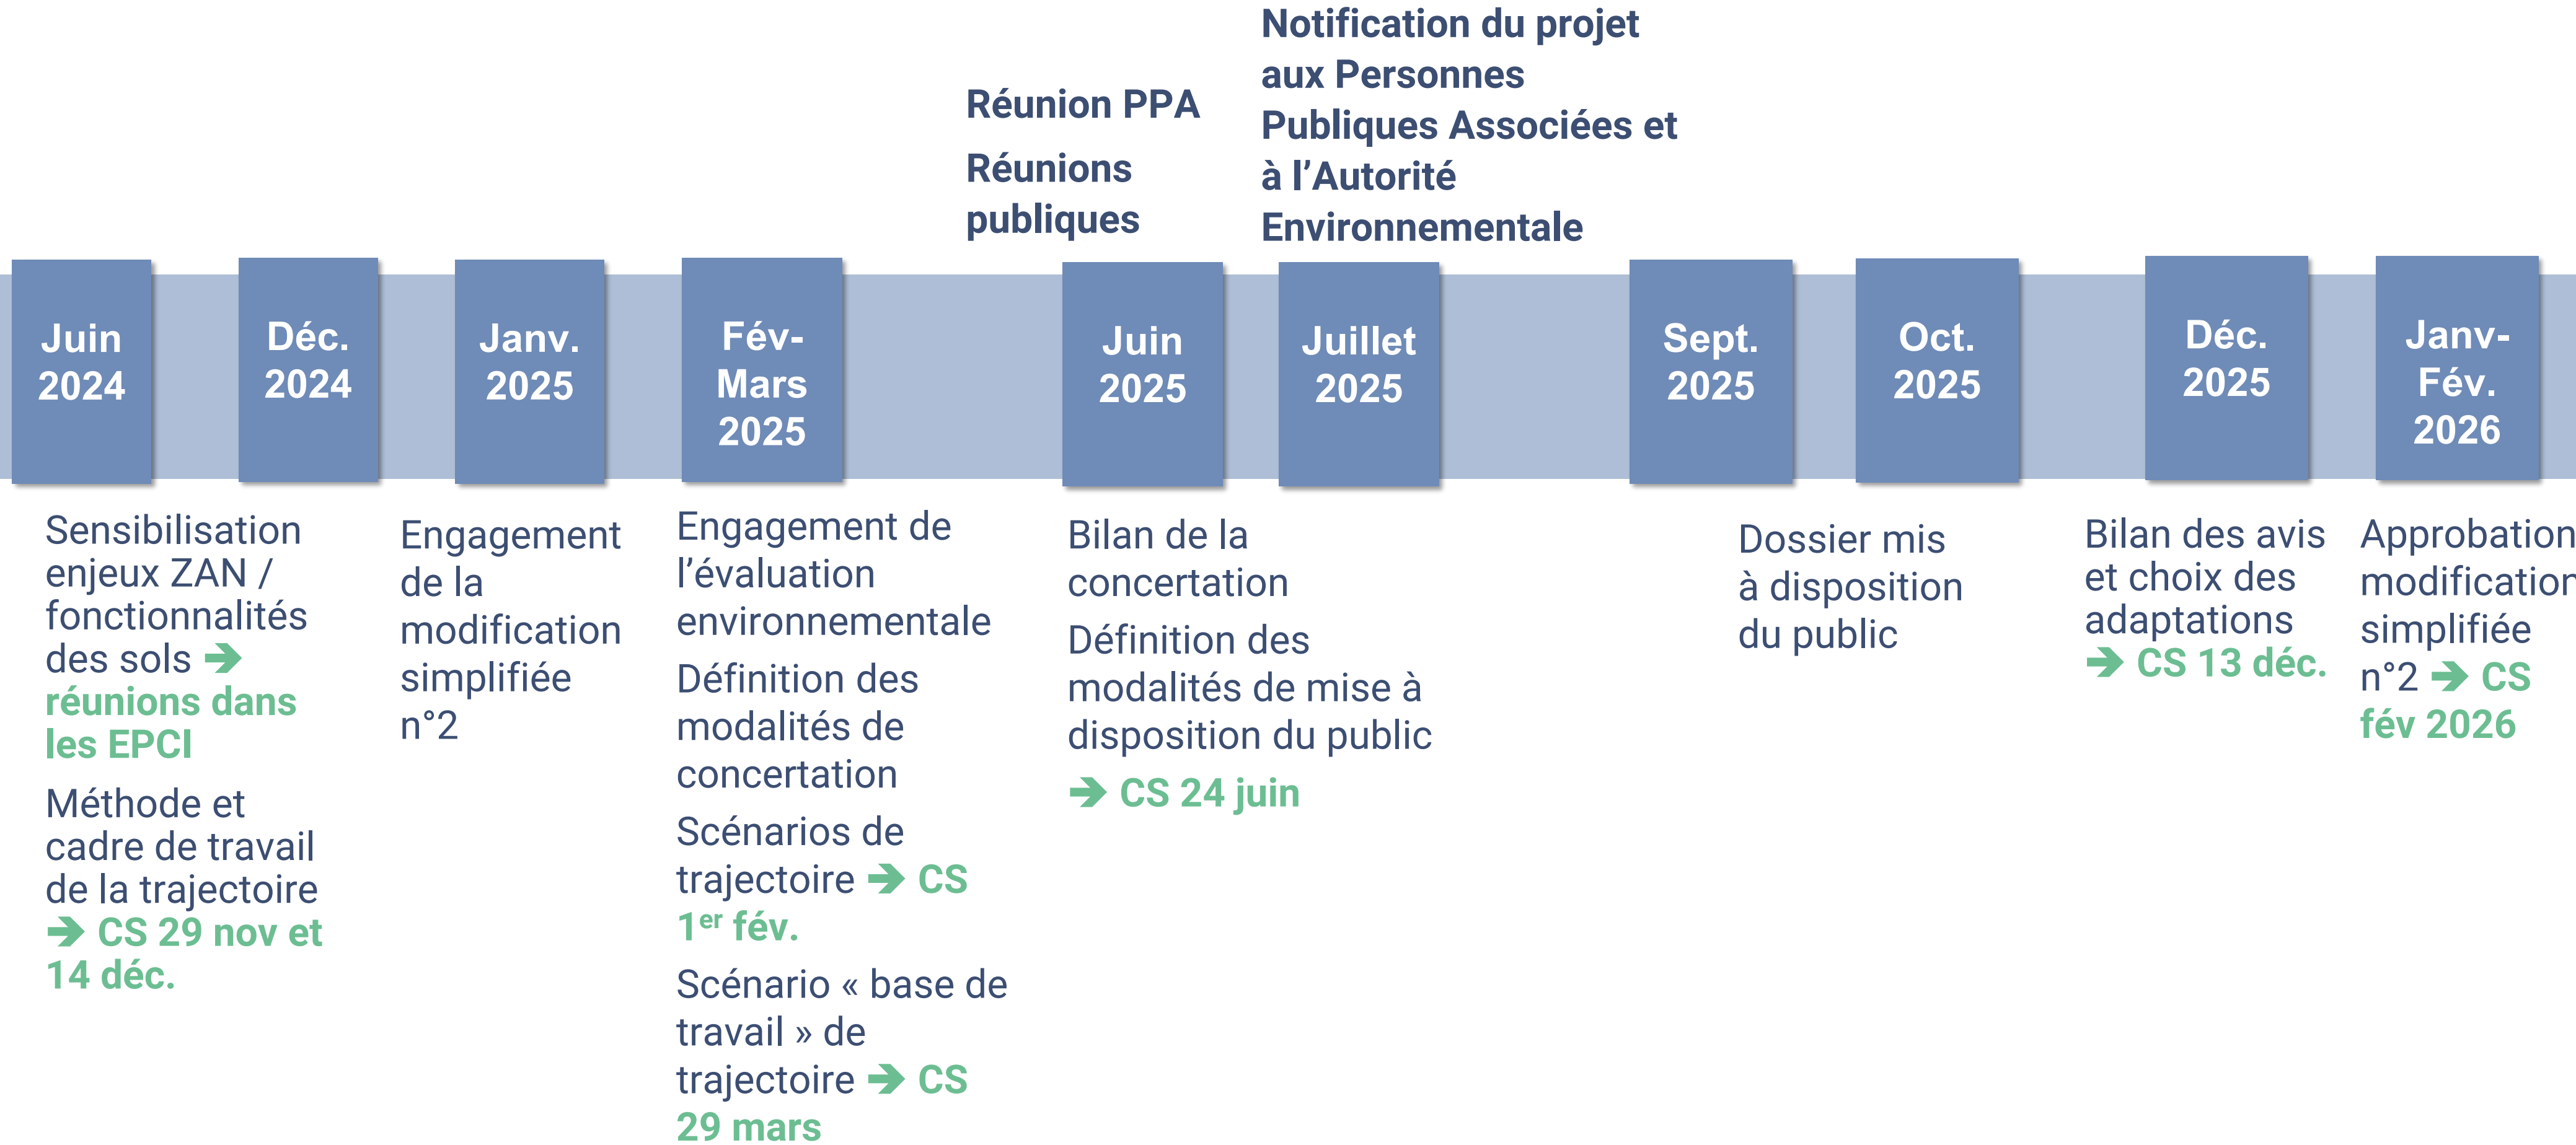 Réunion PPA
Réunions
publiques
Notification du projet
aux Personnes
Publiques Associées et
à l’Autorité
Environnementale
Juin
2024
Déc.
2024
Janv.
2025
Fév-
Mars
2025
Juin
2025
Juillet
2025
Sept.
2025
Oct.
2025
Déc.
2025
Janv-
Fév.
2026
Sensibilisation
enjeux ZAN /
fonctionnalités
des sols ➔
réunions dans
les EPCI
Méthode et
cadre de travail
de la trajectoire
➔ CS 29 nov et
14 déc.
Engagement
de la
modification
simplifiée
n°2
Engagement de
l’évaluation
environnementale
Définition des
modalités de
concertation
Scénarios de
trajectoire ➔ CS
1er fév.
Scénario « base de
travail » de
trajectoire ➔ CS
29 mars
Bilan de la
concertation
Définition des
modalités de mise à
disposition du public
➔ CS 24 juin
Dossier mis
à disposition
du public
Bilan des avis
et choix des
adaptations
➔ CS 13 déc.
Approbation
modification
simplifiée
n°2 ➔ CS
fév 2026